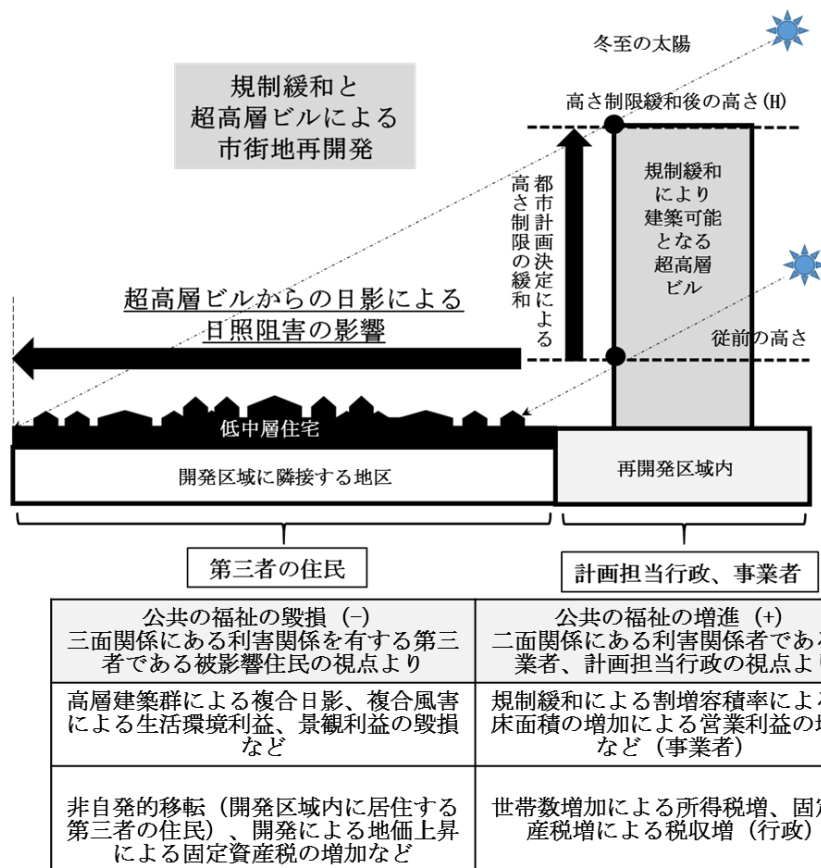 冬至の太陽
規制緩和と
超高層ビルによる
市街地再開発
高さ制限緩和後の高さ(H)
都市計画決定による
高さ制限の緩和
規制緩和
により
建築可能
となる
超高層
ビル
超高層ビルからの日影による
日照阻害の影響
従前の高さ
低中層住宅
開発区域に隣接する地区
再開発区域内
第三者の住民
計画担当行政、事業者
公共の福祉の毀損 (-)
三面関係にある利害関係を有する第三
者である被影響住民の視点より
公共の福祉の増進 (+)
二面関係にある利害関係者である
業者、計画担当行政の視点より
高層建築群による複合日影、複合風害
による生活環境利益、景観利益の毀損
など
規制緩和による割増容積率による
床面積の増加による営業利益の増
など（事業者）
非自発的移転（開発区域内に居住する
第三者の住民）、開発による地価上昇
による固定資産税の増加など
世帯数増加による所得税増、固定
産税増による税収増（行政）